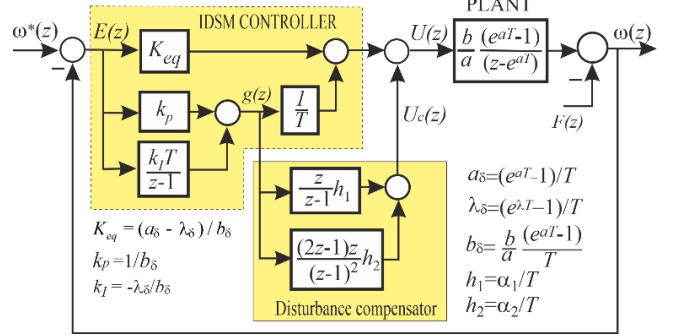 IDSM CONTROLLER
PLANT
ω*(z)
E(z)
K_eq
U(z)
b/a (e^{aT}-1)/(z-e^{aT})
ω(z)
−
k_p
g(z)
1/T
−
F(z)
U_c(z)
k_I T/(z-1)
z/(z-1) h_1
(2z-1)z/(z-1)^2 h_2
Disturbance compensator
K_eq = (a_δ - λ_δ) / b_δ
k_p=1/b_δ
k_I = -λ_δ/b_δ
a_δ=(e^{aT}-1)/T
λ_δ=(e^{λT}-1)/T
b_δ= b/a (e^{aT}-1)/T
h_1=α_1/T
h_2=α_2/T